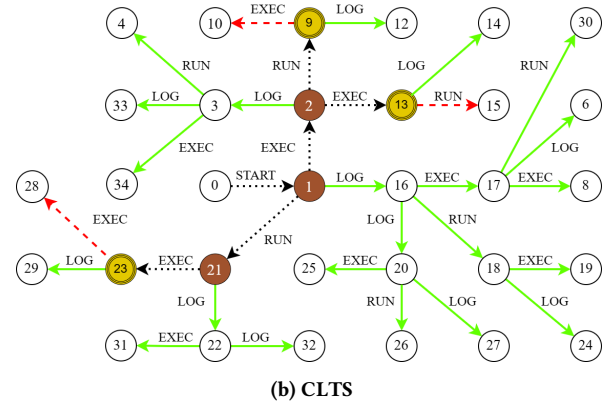 4 10 EXEC 9 LOG 12 14 30
RUN RUN LOG RUN 6
33 LOG 3 LOG 2 EXEC 13 RUN 15 LOG
EXEC EXEC
34 0 START 1 LOG 16 EXEC 17 EXEC 8
28 RUN LOG RUN
EXEC
29 LOG 23 EXEC 21 25 EXEC 20 18 EXEC 19
LOG RUN LOG LOG
31 EXEC 22 LOG 32 26 27 24
(b) CLTS